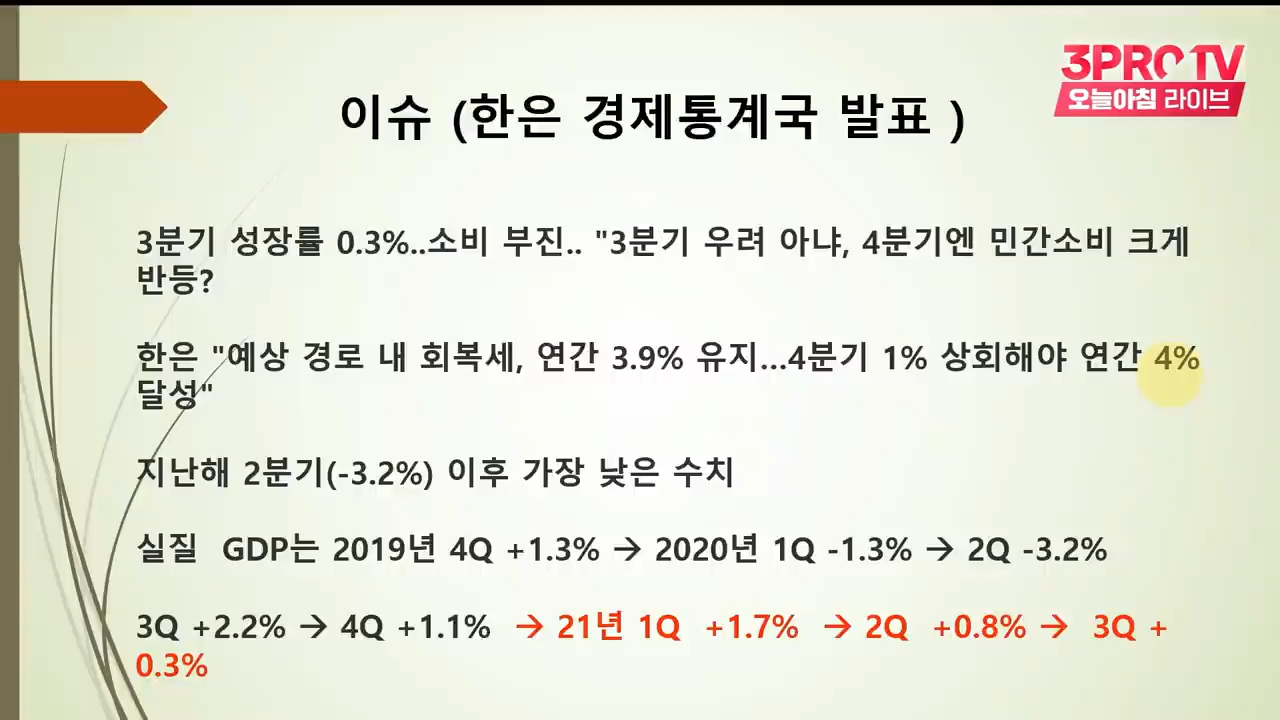 3PRO TV
오늘아침 라이브
이슈 (한은 경제통계국 발표 )
3분기 성장률 0.3%..소비 부진.. "3분기 우려 아냐, 4분기엔 민간소비 크게
반등?
한은 "예상 경로 내 회복세, 연간 3.9% 유지...4분기 1% 상회해야 연간 4%
달성"
지난해 2분기(-3.2%) 이후 가장 낮은 수치
실질 GDP는 2019년 4Q +1.3% → 2020년 1Q -1.3% → 2Q -3.2%
3Q +2.2% → 4Q +1.1% → 21년 1Q +1.7% → 2Q +0.8% → 3Q +
0.3%